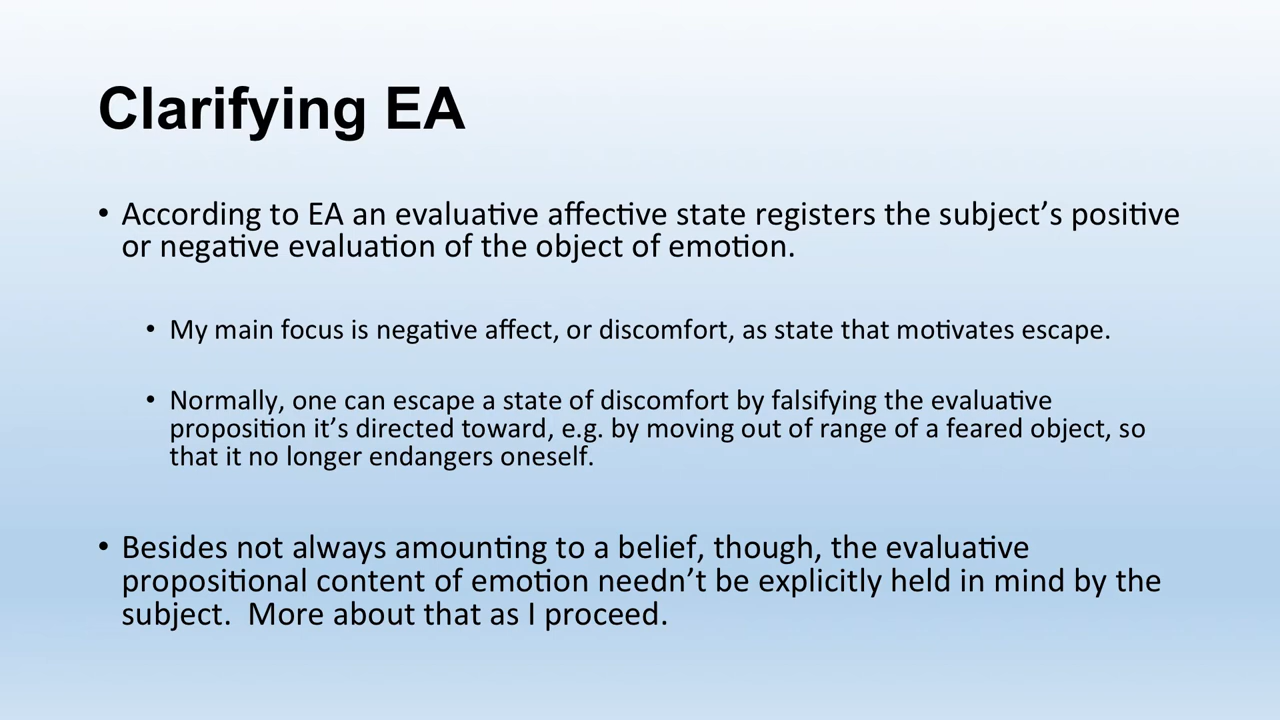 Clarifying EA
• According to EA an evaluative affective state registers the subject’s positive
or negative evaluation of the object of emotion.
• My main focus is negative affect, or discomfort, as state that motivates escape.
• Normally, one can escape a state of discomfort by falsifying the evaluative
proposition it’s directed toward, e.g. by moving out of range of a feared object, so
that it no longer endangers oneself.
• Besides not always amounting to a belief, though, the evaluative
propositional content of emotion needn’t be explicitly held in mind by the
subject.  More about that as I proceed.